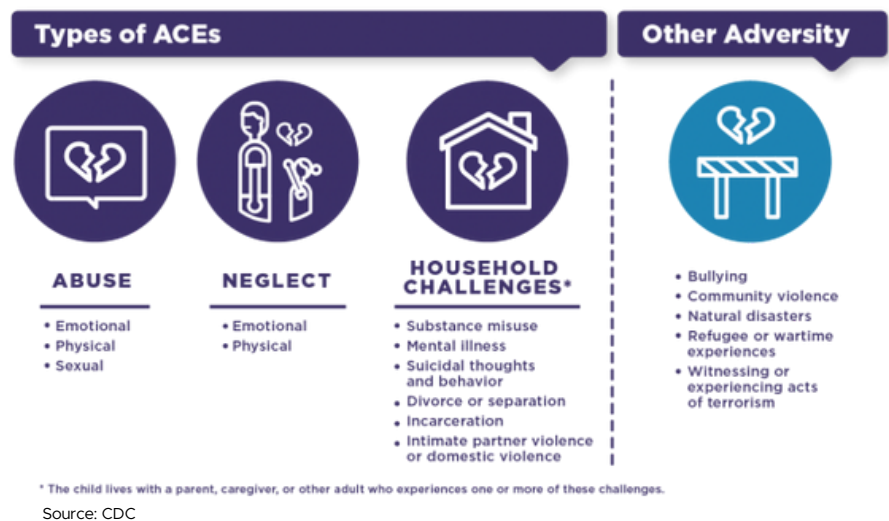 Types of ACEs
Other Adversity
ABUSE
• Emotional
• Physical
• Sexual
NEGLECT
• Emotional
• Physical
HOUSEHOLD
CHALLENGES*
• Substance misuse
• Mental illness
• Suicidal thoughts
and behavior
• Divorce or separation
• Incarceration
• Intimate partner violence
or domestic violence
• Bullying
• Community violence
• Natural disasters
• Refugee or wartime
experiences
• Witnessing or
experiencing acts
of terrorism
* The child lives with a parent, caregiver, or other adult who experiences one or more of these challenges.
Source: CDC